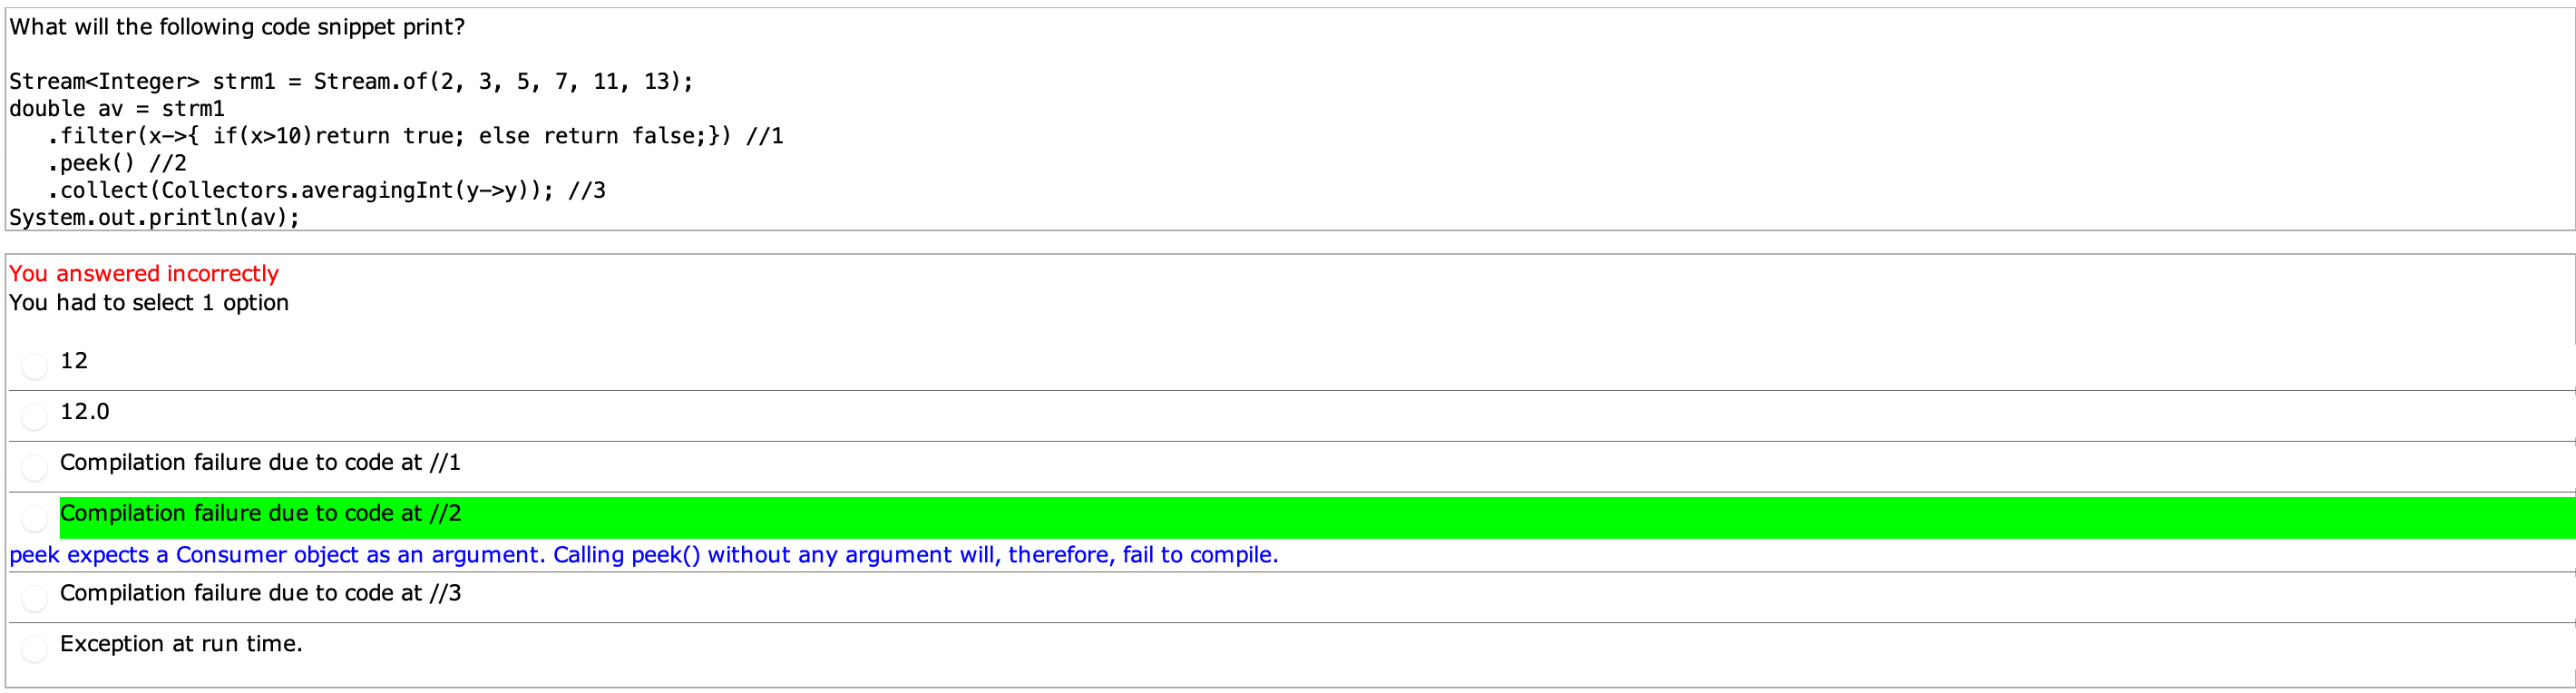 What will the following code snippet print?
Stream<Integer> strm1 = Stream.of(2, 3, 5, 7, 11, 13);
double av = strm1
   .filter(x->{ if(x>10)return true; else return false;}) //1
   .peek() //2
   .collect(Collectors.averagingInt(y->y)); //3
System.out.println(av);
You answered incorrectly
You had to select 1 option
12
12.0
Compilation failure due to code at //1
Compilation failure due to code at //2
peek expects a Consumer object as an argument. Calling peek() without any argument will, therefore, fail to compile.
Compilation failure due to code at //3
Exception at run time.